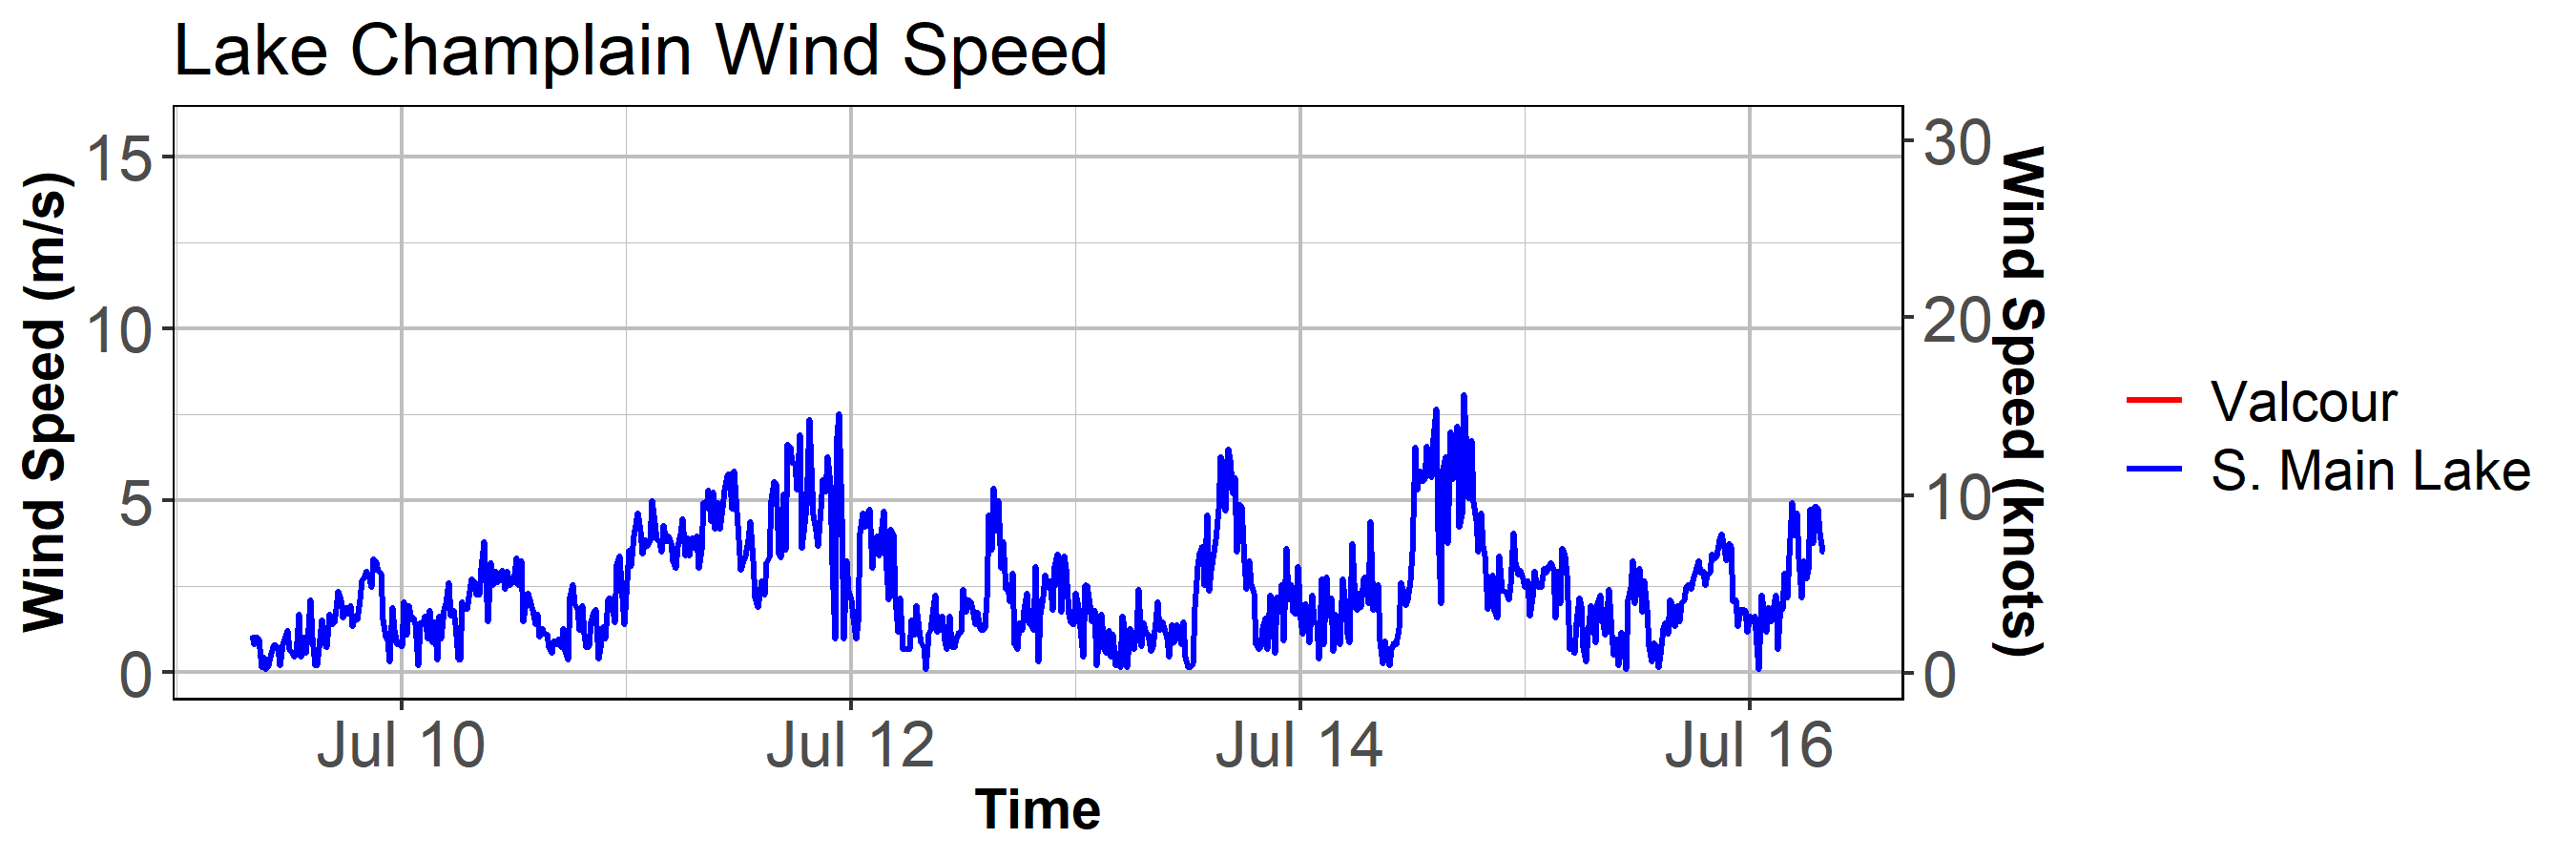 Lake Champlain Wind Speed
Wind Speed (m/s)
15
10
5
0
30
20
10
0
Wind Speed (knots)
Jul 10
Jul 12
Jul 14
Jul 16
Time
Valcour
S. Main Lake